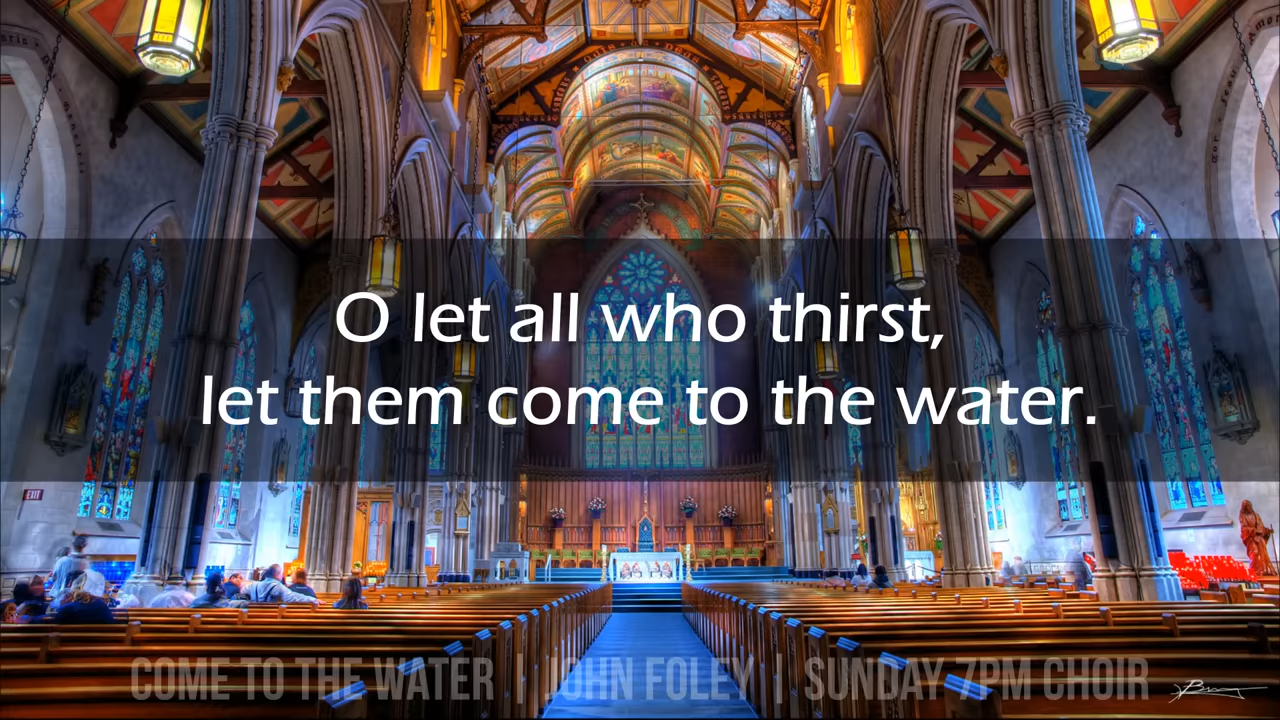 O let all who thirst,
let them come to the water.
EXIT
COME TO THE WATER | JOHN FOLEY | SUNDAY 7PM CHOIR